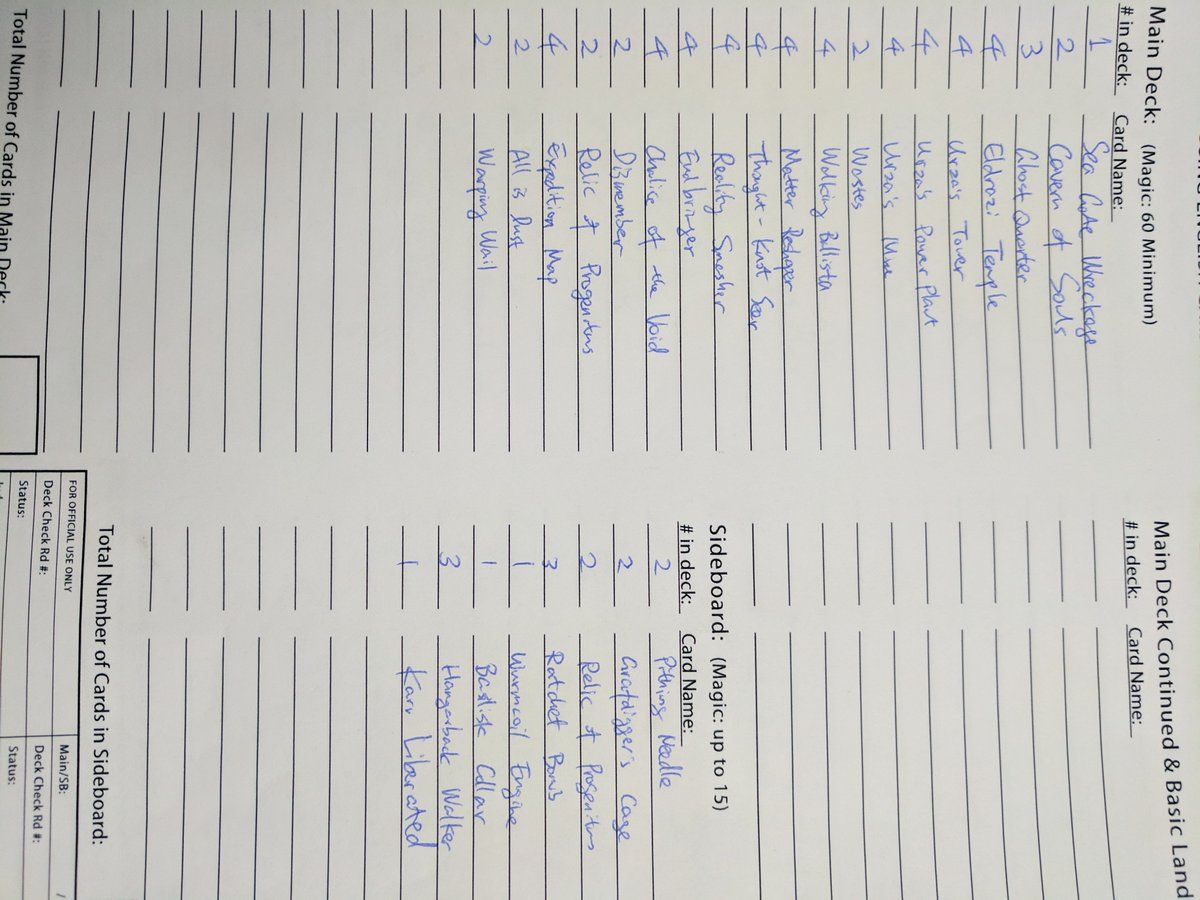 Main Deck: (Magic: 60 Minimum)
# in deck: Card Name:
1 Sea Gate Wreckage
2 Cavern of Souls
3 Ghost Quarter
4 Eldrazi Temple
4 Urza's Tower
4 Urza's Power Plant
4 Urza's Mine
2 Wastes
4 Walking Ballista
4 Matter Reshaper
4 Thought-Knot Seer
4 Reality Smasher
4 Endbringer
4 Chalice of the Void
2 Dismember
2 Relic of Progenitus
4 Expedition Map
2 All is Dust
2 Warping Wail
Total Number of Cards in Main Deck:
Main Deck Continued & Basic Land
# in deck: Card Name:
Sideboard: (Magic: up to 15)
# in deck: Card Name:
2 Pithing Needle
2 Grafdigger's Cage
2 Relic of Progenitus
3 Ratchet Bomb
1 Wurmcoil Engine
1 Basilisk Collar
3 Hangarback Walker
1 Karn Liberated
Total Number of Cards in Sideboard:
FOR OFFICIAL USE ONLY
Deck Check Rd #:
Status:
Main/SB: /
Deck Check Rd #:
Status: